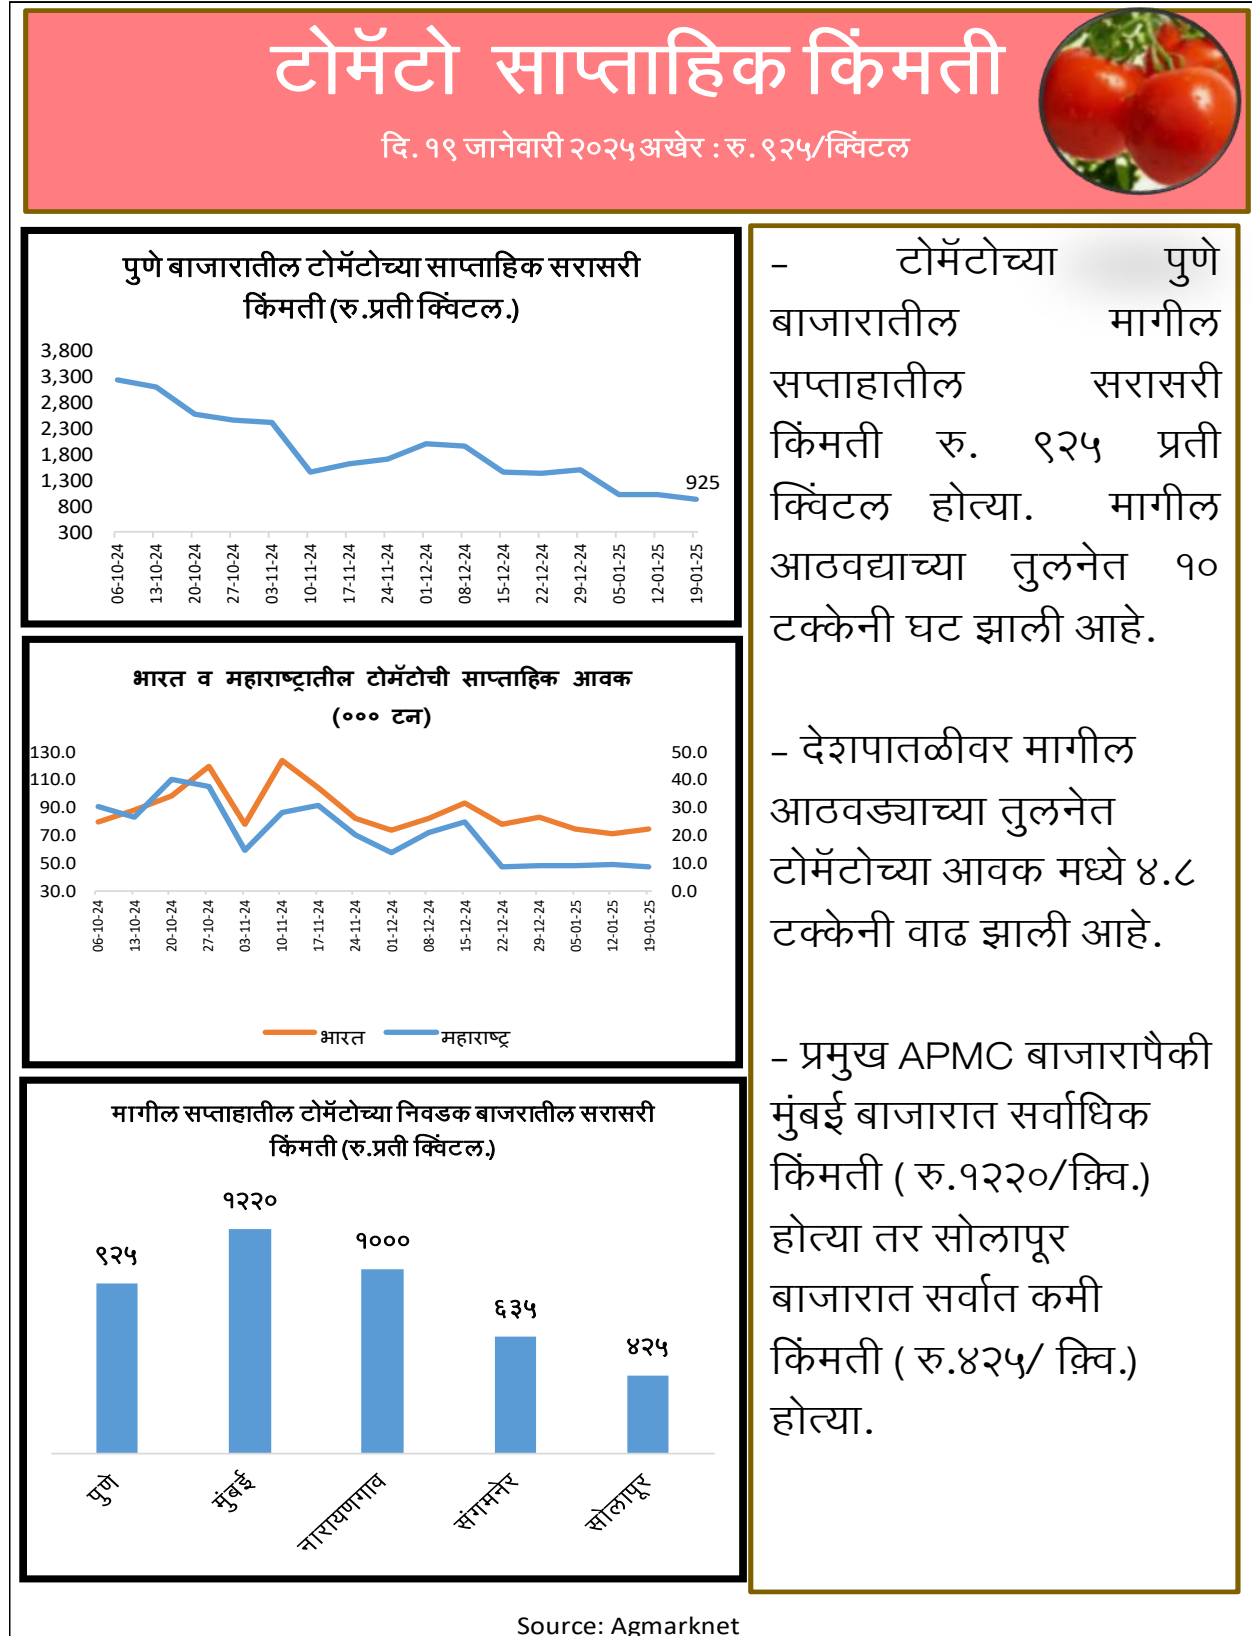 टोमॅटो साप्ताहिक किंमती
दि. १९ जानेवारी २०२५ अखेर : रु. ९२५/क्विंटल
पुणे बाजारातील टोमॅटोच्या साप्ताहिक सरासरी
किंमती (रु.प्रती क्विंटल.)
3,800
3,300
2,800
2,300
1,800
1,300
800
300
925
06-10-24
13-10-24
20-10-24
27-10-24
03-11-24
10-11-24
17-11-24
24-11-24
01-12-24
08-12-24
15-12-24
22-12-24
29-12-24
05-01-25
12-01-25
19-01-25
भारत व महाराष्ट्रातील टोमॅटोची साप्ताहिक आवक
(००० टन)
130.0
110.0
90.0
70.0
50.0
30.0
50.0
40.0
30.0
20.0
10.0
0.0
06-10-24
13-10-24
20-10-24
27-10-24
03-11-24
10-11-24
17-11-24
24-11-24
01-12-24
08-12-24
15-12-24
22-12-24
29-12-24
05-01-25
12-01-25
19-01-25
भारत
महाराष्ट्र
मागील सप्ताहातील टोमॅटोच्या निवडक बाजरातील सरासरी
किंमती (रु.प्रती क्विंटल.)
९२५
१२२०
१०००
६३५
४२५
पुणे
मुंबई
नारायणगाव
संगमनेर
सोलापूर
– टोमॅटोच्या पुणे
बाजारातील मागील
सप्ताहातील सरासरी
किंमती रु. ९२५ प्रती
क्विंटल होत्या. मागील
आठवद्याच्या तुलनेत १०
टक्केनी घट झाली आहे.
– देशपातळीवर मागील
आठवड्याच्या तुलनेत
टोमॅटोच्या आवक मध्ये ४.८
टक्केनी वाढ झाली आहे.
– प्रमुख APMC बाजारापैकी
मुंबई बाजारात सर्वाधिक
किंमती ( रु.१२२०/क़्वि.)
होत्या तर सोलापूर
बाजारात सर्वात कमी
किंमती ( रु.४२५/ क़्वि.)
होत्या.
Source: Agmarknet